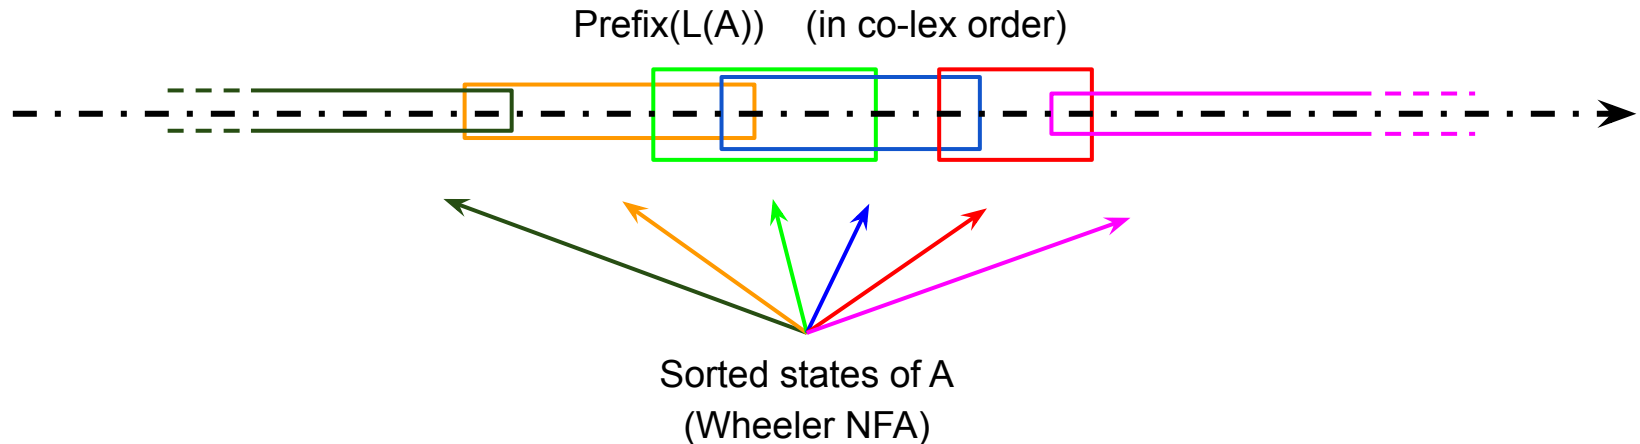 Prefix(L(A)) (in co-lex order)
Sorted states of A
(Wheeler NFA)